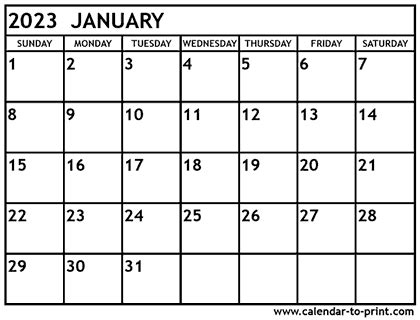 2023 JANUARY
SUNDAY MONDAY TUESDAY WEDNESDAY THURSDAY FRIDAY SATURDAY
1 2 3 4 5 6 7
8 9 10 11 12 13 14
15 16 17 18 19 20 21
22 23 24 25 26 27 28
29 30 31
www.calendar-to-print.com